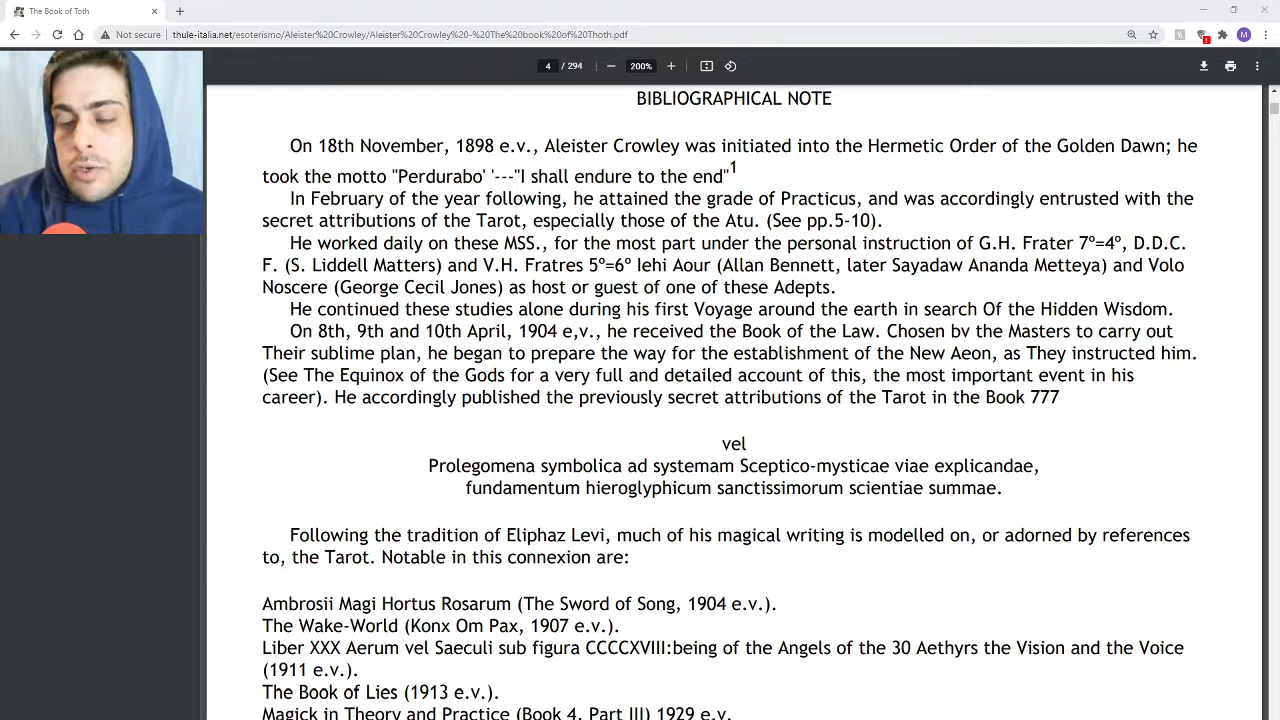 The Book of Toth
Not secure
thule-italia.net/esoterismo/Aleister%20Crowley/Aleister%20Crowley%20-%20The%20book%20of%20Thoth.pdf
M
4 / 294
200%
BIBLIOGRAPHICAL NOTE
On 18th November, 1898 e.v., Aleister Crowley was initiated into the Hermetic Order of the Golden Dawn; he
took the motto "Perdurabo' '---"I shall endure to the end"1
In February of the year following, he attained the grade of Practicus, and was accordingly entrusted with the
secret attributions of the Tarot, especially those of the Atu. (See pp.5-10).
He worked daily on these MSS., for the most part under the personal instruction of G.H. Frater 7º=4º, D.D.C.
F. (S. Liddell Matters) and V.H. Fratres 5º=6º Iehi Aour (Allan Bennett, later Sayadaw Ananda Metteya) and Volo
Noscere (George Cecil Jones) as host or guest of one of these Adepts.
He continued these studies alone during his first Voyage around the earth in search Of the Hidden Wisdom.
On 8th, 9th and 10th April, 1904 e,v., he received the Book of the Law. Chosen bv the Masters to carry out
Their sublime plan, he began to prepare the way for the establishment of the New Aeon, as They instructed him.
(See The Equinox of the Gods for a very full and detailed account of this, the most important event in his
career). He accordingly published the previously secret attributions of the Tarot in the Book 777
vel
Prolegomena symbolica ad systemam Sceptico-mysticae viae explicandae,
fundamentum hieroglyphicum sanctissimorum scientiae summae.
Following the tradition of Eliphaz Levi, much of his magical writing is modelled on, or adorned by references
to, the Tarot. Notable in this connexion are:
Ambrosii Magi Hortus Rosarum (The Sword of Song, 1904 e.v.).
The Wake-World (Konx Om Pax, 1907 e.v.).
Liber XXX Aerum vel Saeculi sub figura CCCCXVIII:being of the Angels of the 30 Aethyrs the Vision and the Voice
(1911 e.v.).
The Book of Lies (1913 e.v.).
Magick in Theory and Practice (Book 4, Part III) 1929 e.v.